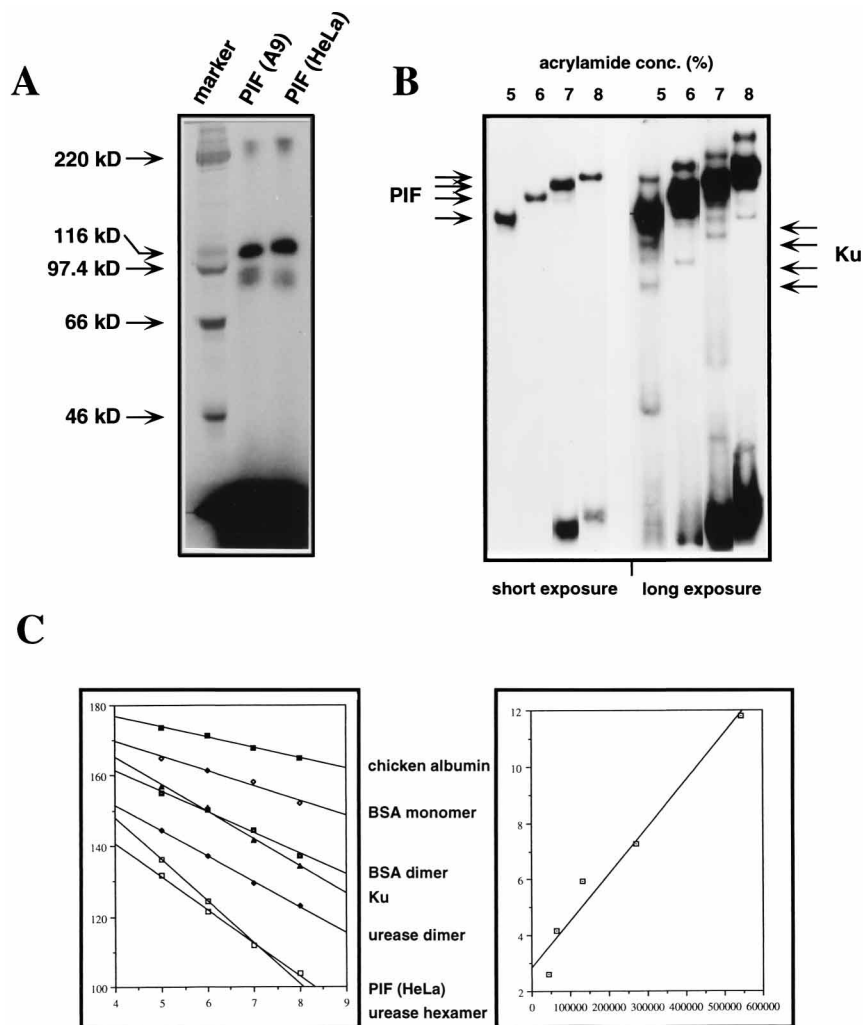 A
marker
PIF (A9)
PIF (HeLa)
220 kD
116 kD
97.4 kD
66 kD
46 kD
B
acrylamide conc. (%)
5 6 7 8 5 6 7 8
PIF
Ku
short exposure
long exposure
C
180
160
140
120
100
4 5 6 7 8 9
chicken albumin
BSA monomer
BSA dimer
Ku
urease dimer
PIF (HeLa)
urease hexamer
12
10
8
6
4
2
0 100000 200000 300000 400000 500000 600000